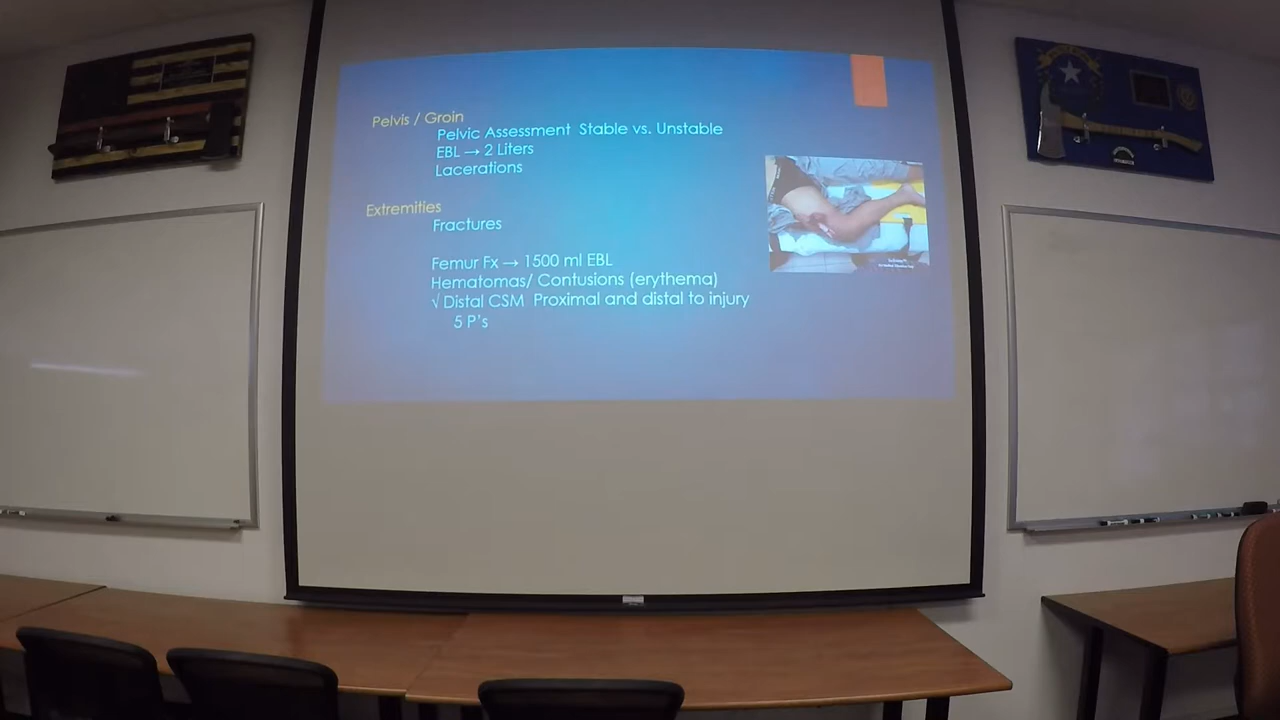 Pelvis / Groin
Pelvic Assessment Stable vs. Unstable
EBL → 2 Liters
Lacerations
Extremities
Fractures
Femur Fx → 1500 ml EBL
Hematomas/ Contusions (erythema)
√ Distal CSM Proximal and distal to injury
5 P's